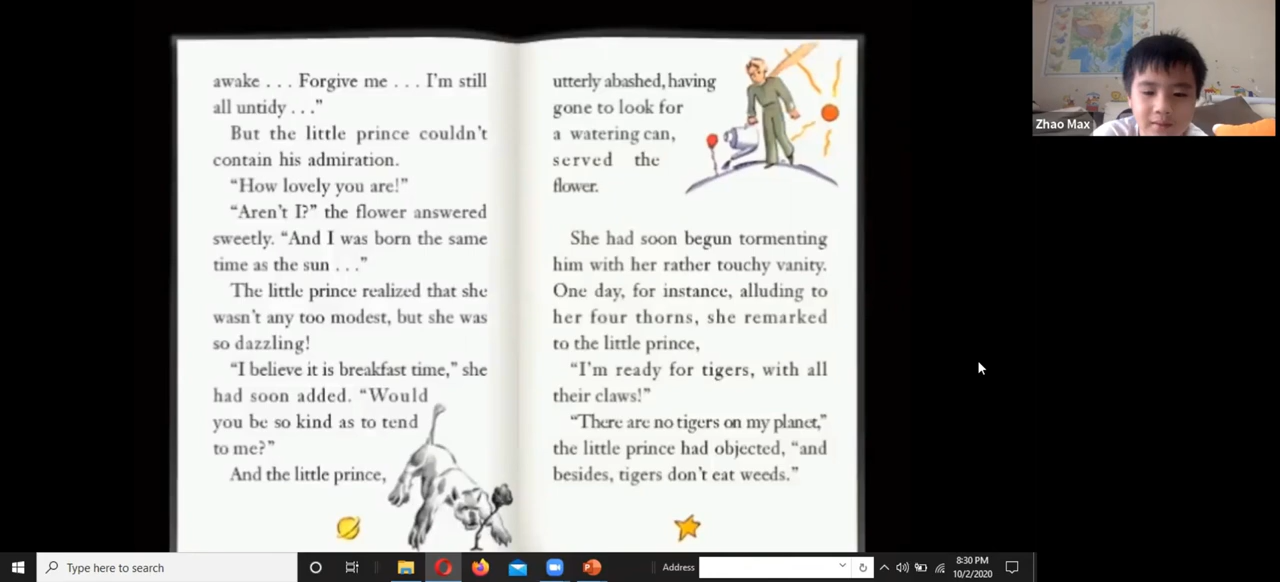 awake . . . Forgive me . . . I'm still
all untidy . . ."
But the little prince couldn't
contain his admiration.
"How lovely you are!"
"Aren't I?" the flower answered
sweetly. "And I was born the same
time as the sun . . ."
The little prince realized that she
wasn't any too modest, but she was
so dazzling!
"I believe it is breakfast time," she
had soon added. "Would
you be so kind as to tend
to me?"
And the little prince,
utterly abashed, having
gone to look for
a watering can,
served the
flower.
She had soon begun tormenting
him with her rather touchy vanity.
One day, for instance, alluding to
her four thorns, she remarked
to the little prince,
"I'm ready for tigers, with all
their claws!"
"There are no tigers on my planet,"
the little prince had objected, "and
besides, tigers don't eat weeds."
Zhao Max
Type here to search
Address
8:30 PM
10/2/2020